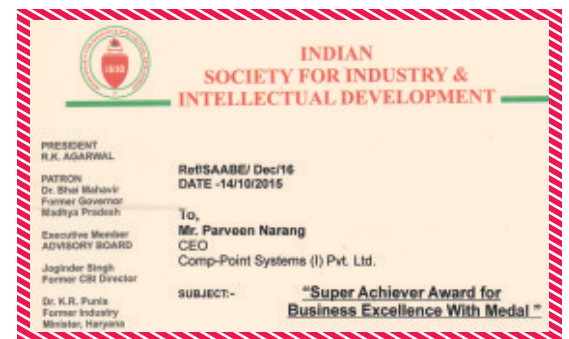 INDIAN
SOCIETY FOR INDUSTRY &
INTELLECTUAL DEVELOPMENT
ISIID
PRESIDENT
R.K. AGARWAL
PATRON
Dr. Bhai Mahavir
Former Governor
Madhya Pradesh
Executive Member
ADVISORY BOARD
Joginder Singh
Former CBI Director
Dr. K.R. Punia
Former Industry
Minister, Haryana
Ref/SAABE/ Dec/16
DATE -14/10/2015
To,
Mr. Parveen Narang
CEO
Comp-Point Systems (I) Pvt. Ltd.
SUBJECT:- "Super Achiever Award for
Business Excellence With Medal "